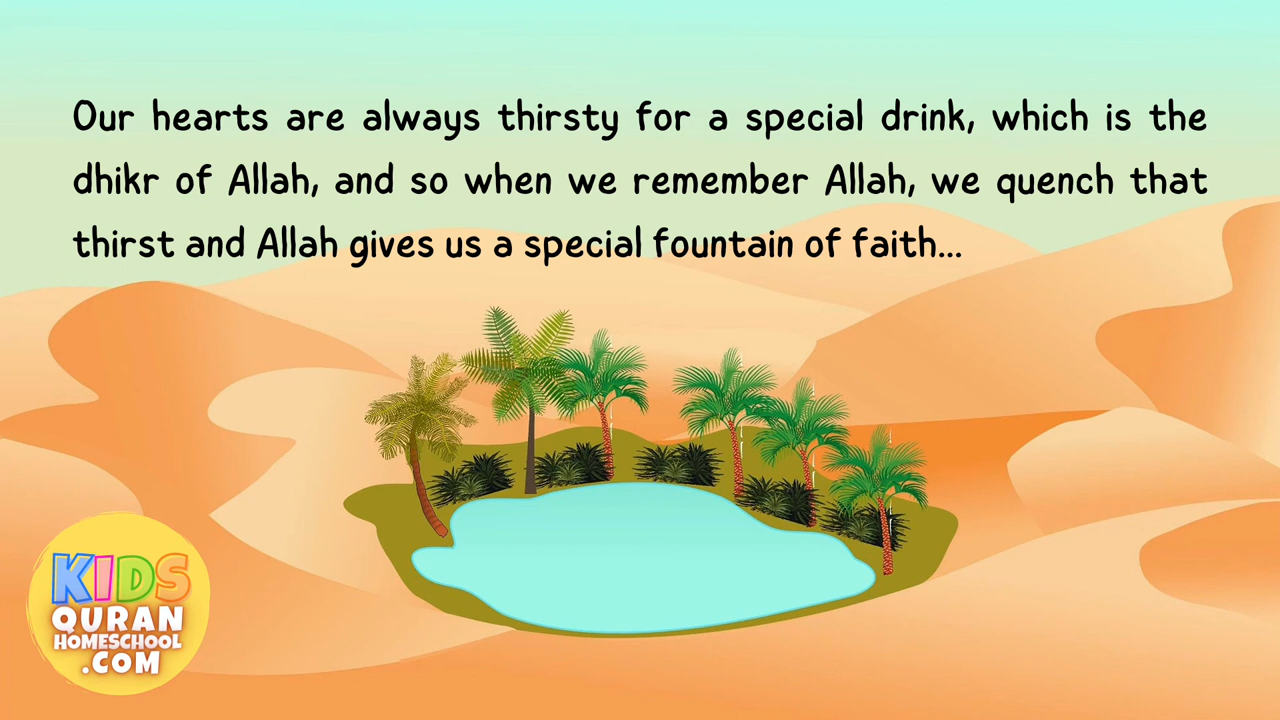 Our hearts are always thirsty for a special drink, which is the
dhikr of Allah, and so when we remember Allah, we quench that
thirst and Allah gives us a special fountain of faith...
KIDS
QURAN
HOMESCHOOL
.COM